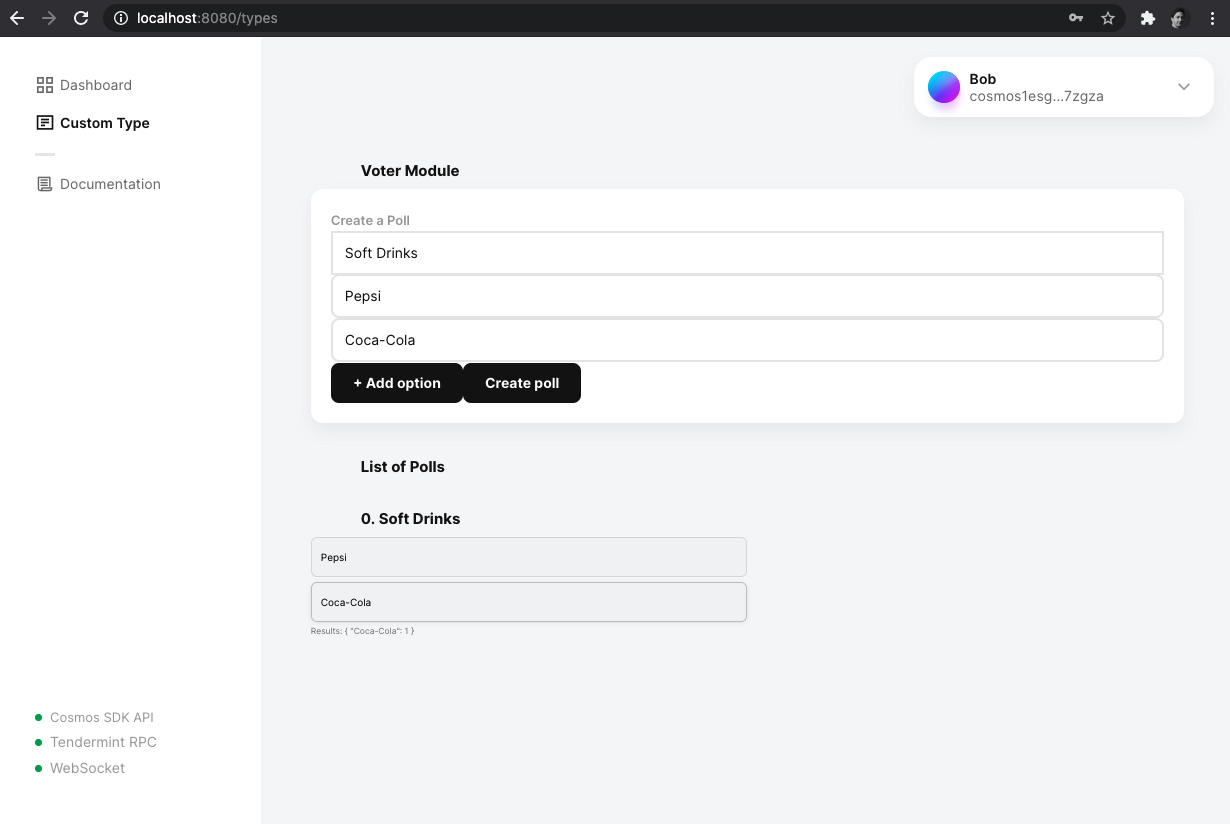 localhost:8080/types
Dashboard
Custom Type
Documentation
Bob
cosmos1esg...7zgza
Voter Module
Create a Poll
Soft Drinks
Pepsi
Coca-Cola
+ Add option
Create poll
List of Polls
0. Soft Drinks
Pepsi
Coca-Cola
Results: { "Coca-Cola": 1 }
Cosmos SDK API
Tendermint RPC
WebSocket